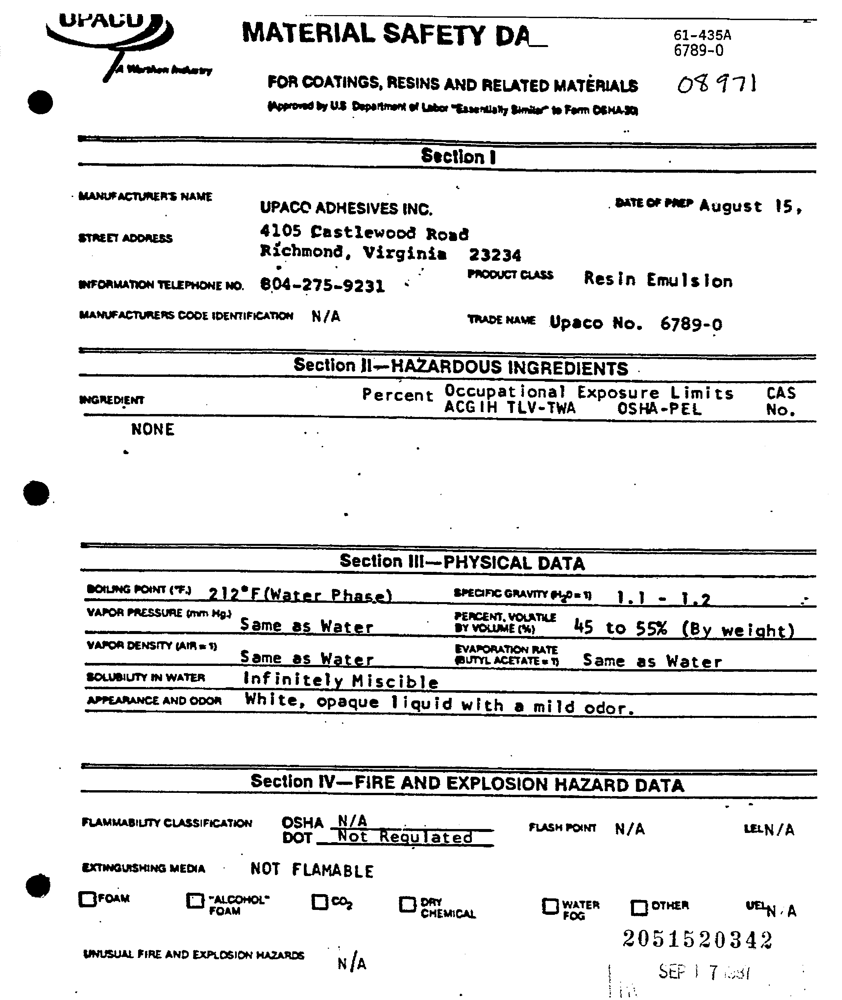 UPACO
A Warshen Industry
MATERIAL SAFETY DA
61-435A
6789-0
08971
FOR COATINGS, RESINS AND RELATED MATERIALS
(Approved by U.S. Department of Labor "Essentially Similar" to Form OSHA-20)
Section I
MANUFACTURER'S NAME UPACO ADHESIVES INC. DATE OF PREP August 15,
STREET ADDRESS 4105 Castlewood Road
Richmond, Virginia 23234
INFORMATION TELEPHONE NO. 804-275-9231 PRODUCT CLASS Resin Emulsion
MANUFACTURERS CODE IDENTIFICATION N/A TRADE NAME Upaco No. 6789-0
Section II—HAZARDOUS INGREDIENTS
INGREDIENT Percent Occupational Exposure Limits CAS
ACGIH TLV-TWA OSHA-PEL No.
NONE
Section III—PHYSICAL DATA
BOILING POINT (°F.) 212°F(Water Phase) SPECIFIC GRAVITY (H2O=1) 1.1 - 1.2
VAPOR PRESSURE (mm Hg.) Same as Water PERCENT, VOLATILE BY VOLUME (%) 45 to 55% (By weight)
VAPOR DENSITY (AIR = 1) Same as Water EVAPORATION RATE (BUTYL ACETATE = 1) Same as Water
SOLUBILITY IN WATER Infinitely Miscible
APPEARANCE AND ODOR White, opaque liquid with a mild odor.
Section IV—FIRE AND EXPLOSION HAZARD DATA
FLAMMABILITY CLASSIFICATION OSHA N/A FLASH POINT N/A LEL N/A
DOT Not Regulated
EXTINGUISHING MEDIA NOT FLAMABLE
FOAM "ALCOHOL" FOAM CO2 DRY CHEMICAL WATER FOG OTHER UEL N/A
2051520342
UNUSUAL FIRE AND EXPLOSION HAZARDS N/A
SEP 17